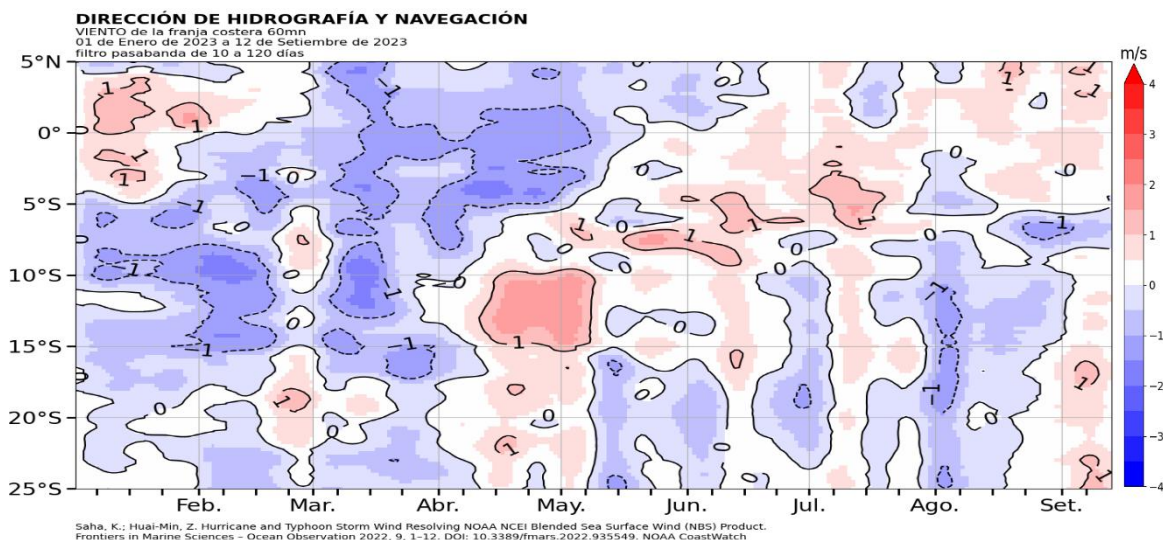 DIRECCIÓN DE HIDROGRAFÍA Y NAVEGACIÓN
VIENTO de la franja costera 60mn
01 de Enero de 2023 a 12 de Setiembre de 2023
filtro pasabanda de 10 a 120 días
m/s
5°N
0°
5°S
10°S
15°S
20°S
25°S
Feb.
Mar.
Abr.
May.
Jun.
Jul.
Ago.
Set.
4
3
2
1
0
−1
−2
−3
−4
Saha, K.; Huai-Min, Z. Hurricane and Typhoon Storm Wind Resolving NOAA NCEI Blended Sea Surface Wind (NBS) Product.
Frontiers in Marine Sciences – Ocean Observation 2022, 9, 1–12. DOI: 10.3389/fmars.2022.935549. NOAA CoastWatch